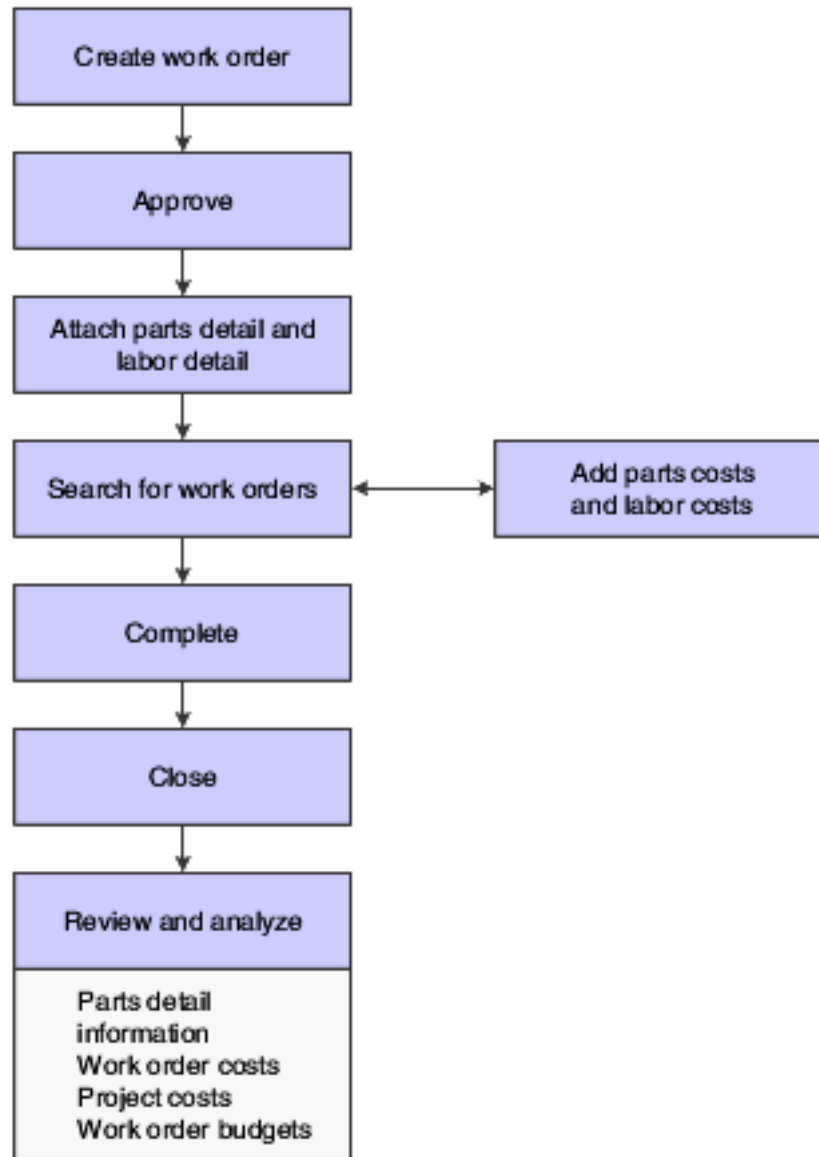 Create work order
Approve
Attach parts detail and
labor detail
Search for work orders
Add parts costs
and labor costs
Complete
Close
Review and analyze
Parts detail
information
Work order costs
Project costs
Work order budgets